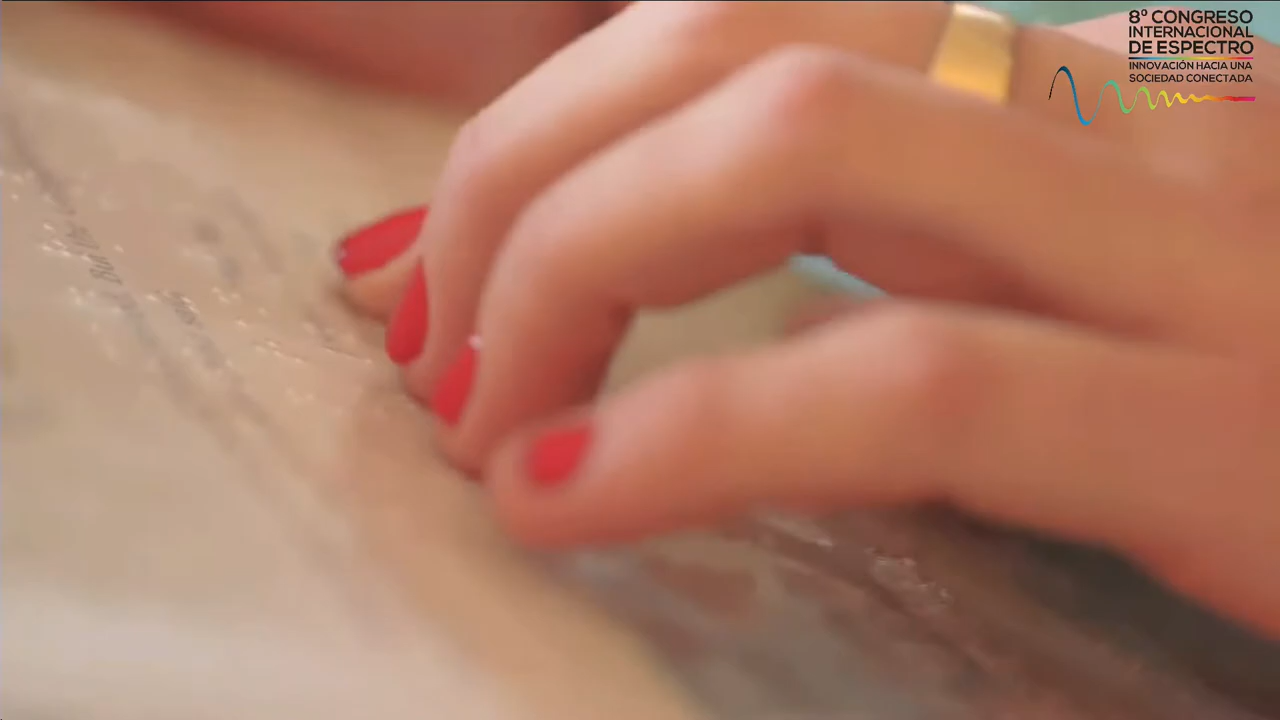 8º CONGRESO
INTERNACIONAL
DE ESPECTRO
INNOVACIÓN HACIA UNA
SOCIEDAD CONECTADA